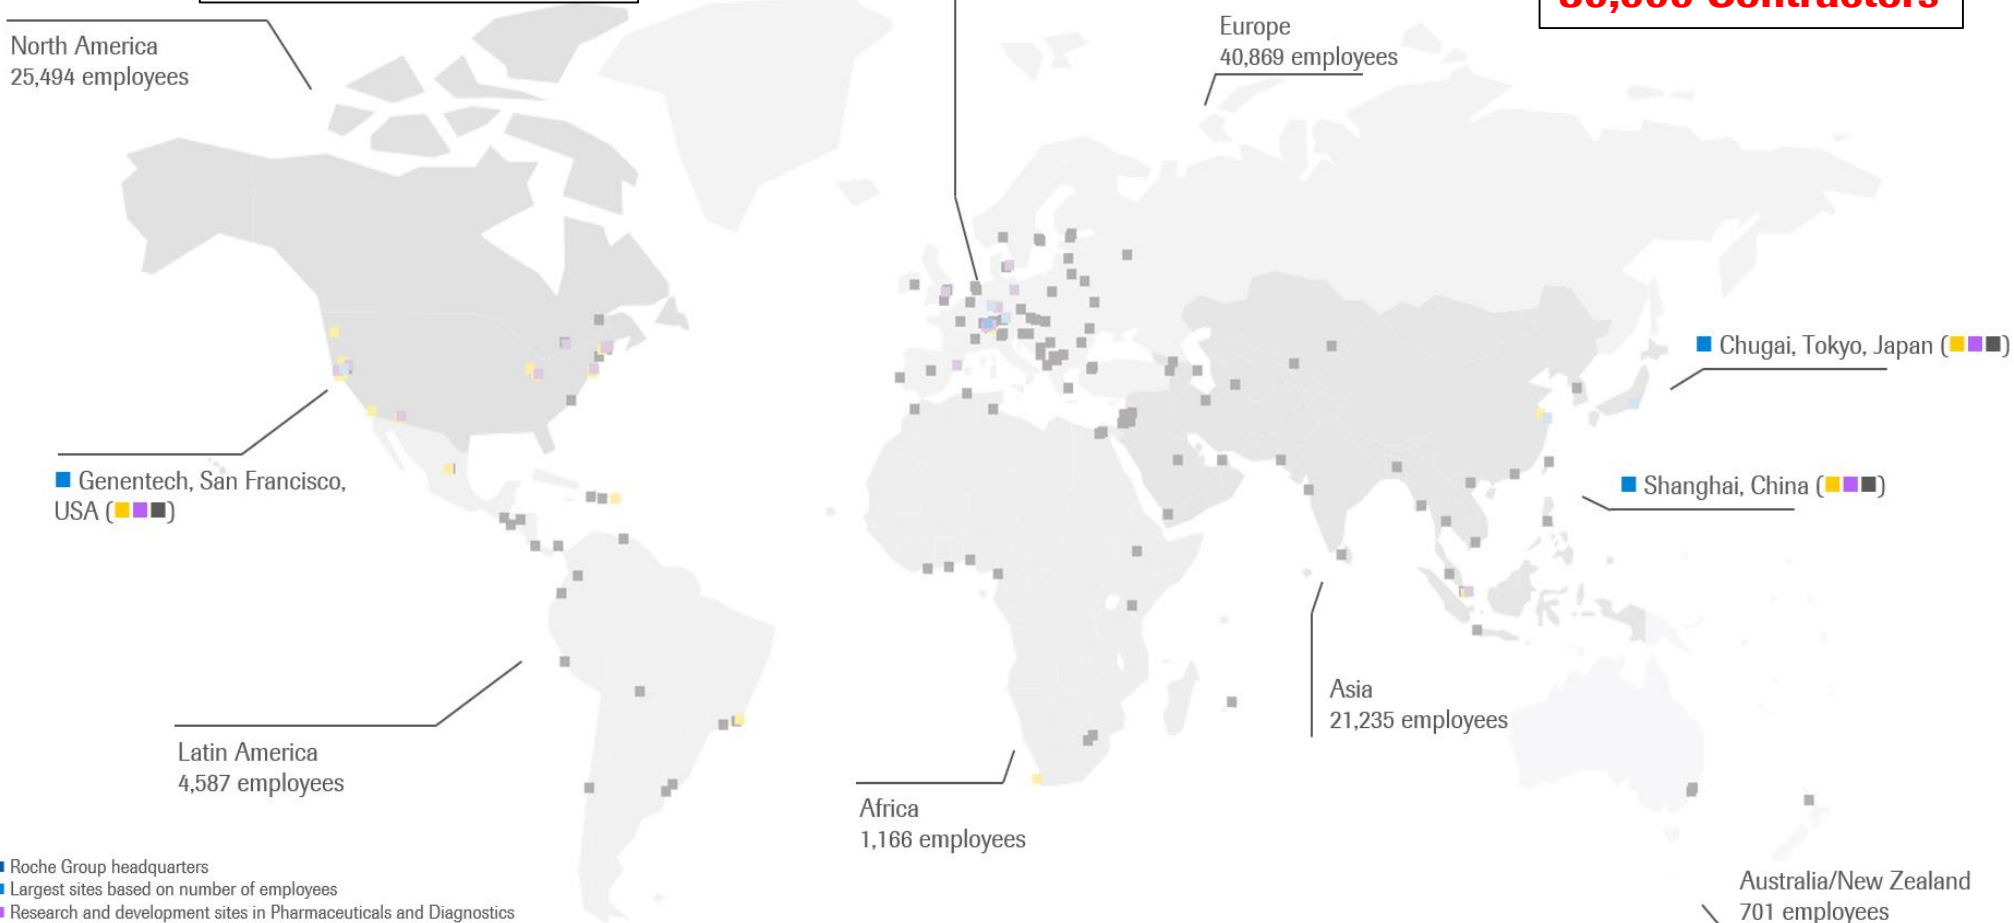 Contractors
North America
25,494 employees
Europe
40,869 employees
Chugai, Tokyo, Japan ( )
Genentech, San Francisco,
USA ( )
Shanghai, China ( )
Asia
21,235 employees
Latin America
4,587 employees
Africa
1,166 employees
Roche Group headquarters
Largest sites based on number of employees
Research and development sites in Pharmaceuticals and Diagnostics
Australia/New Zealand
701 employees